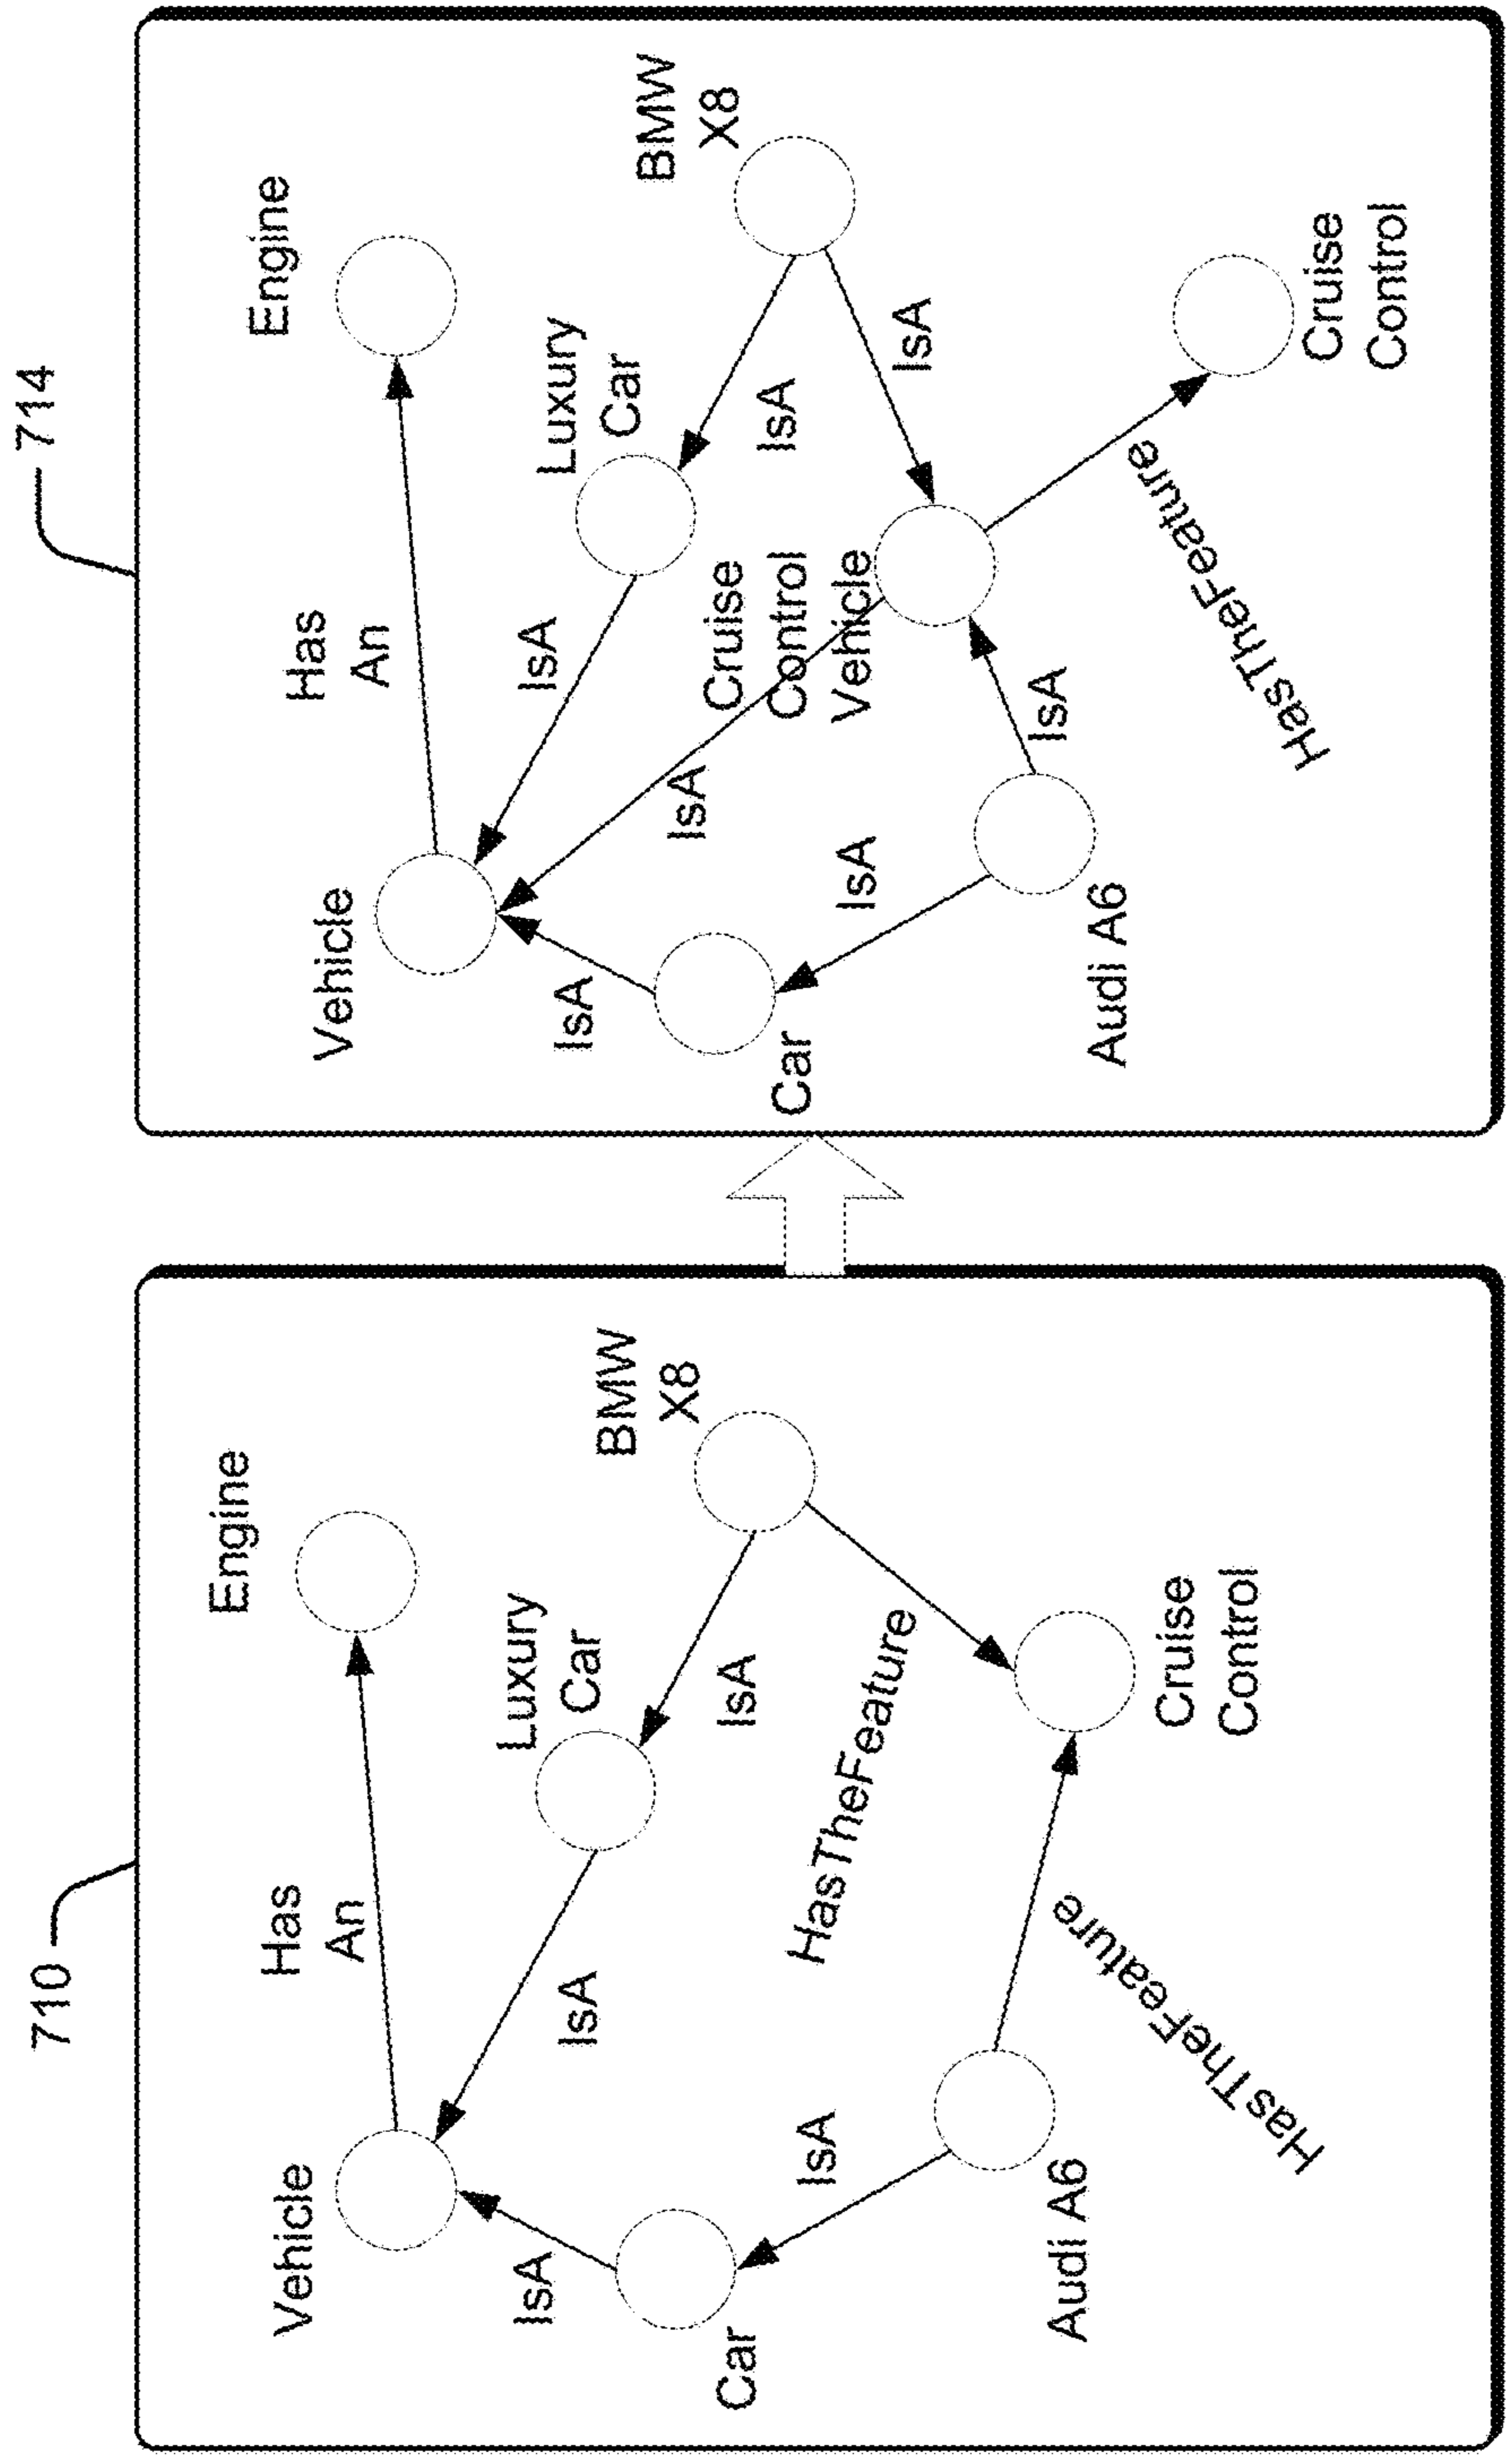 710
Engine
Has
An
Vehicle
Luxury
Car
BMW
X8
IsA
IsA
IsA
IsA
Car
HasTheFeature
Cruise
Control
Audi A6
HasTheFeature
714
Engine
Has
An
Vehicle
Luxury
Car
BMW
X8
IsA
IsA
IsA
Cruise
Control
Vehicle
IsA
IsA
IsA
Car
IsA
Audi A6
HasTheFeature
Cruise
Control